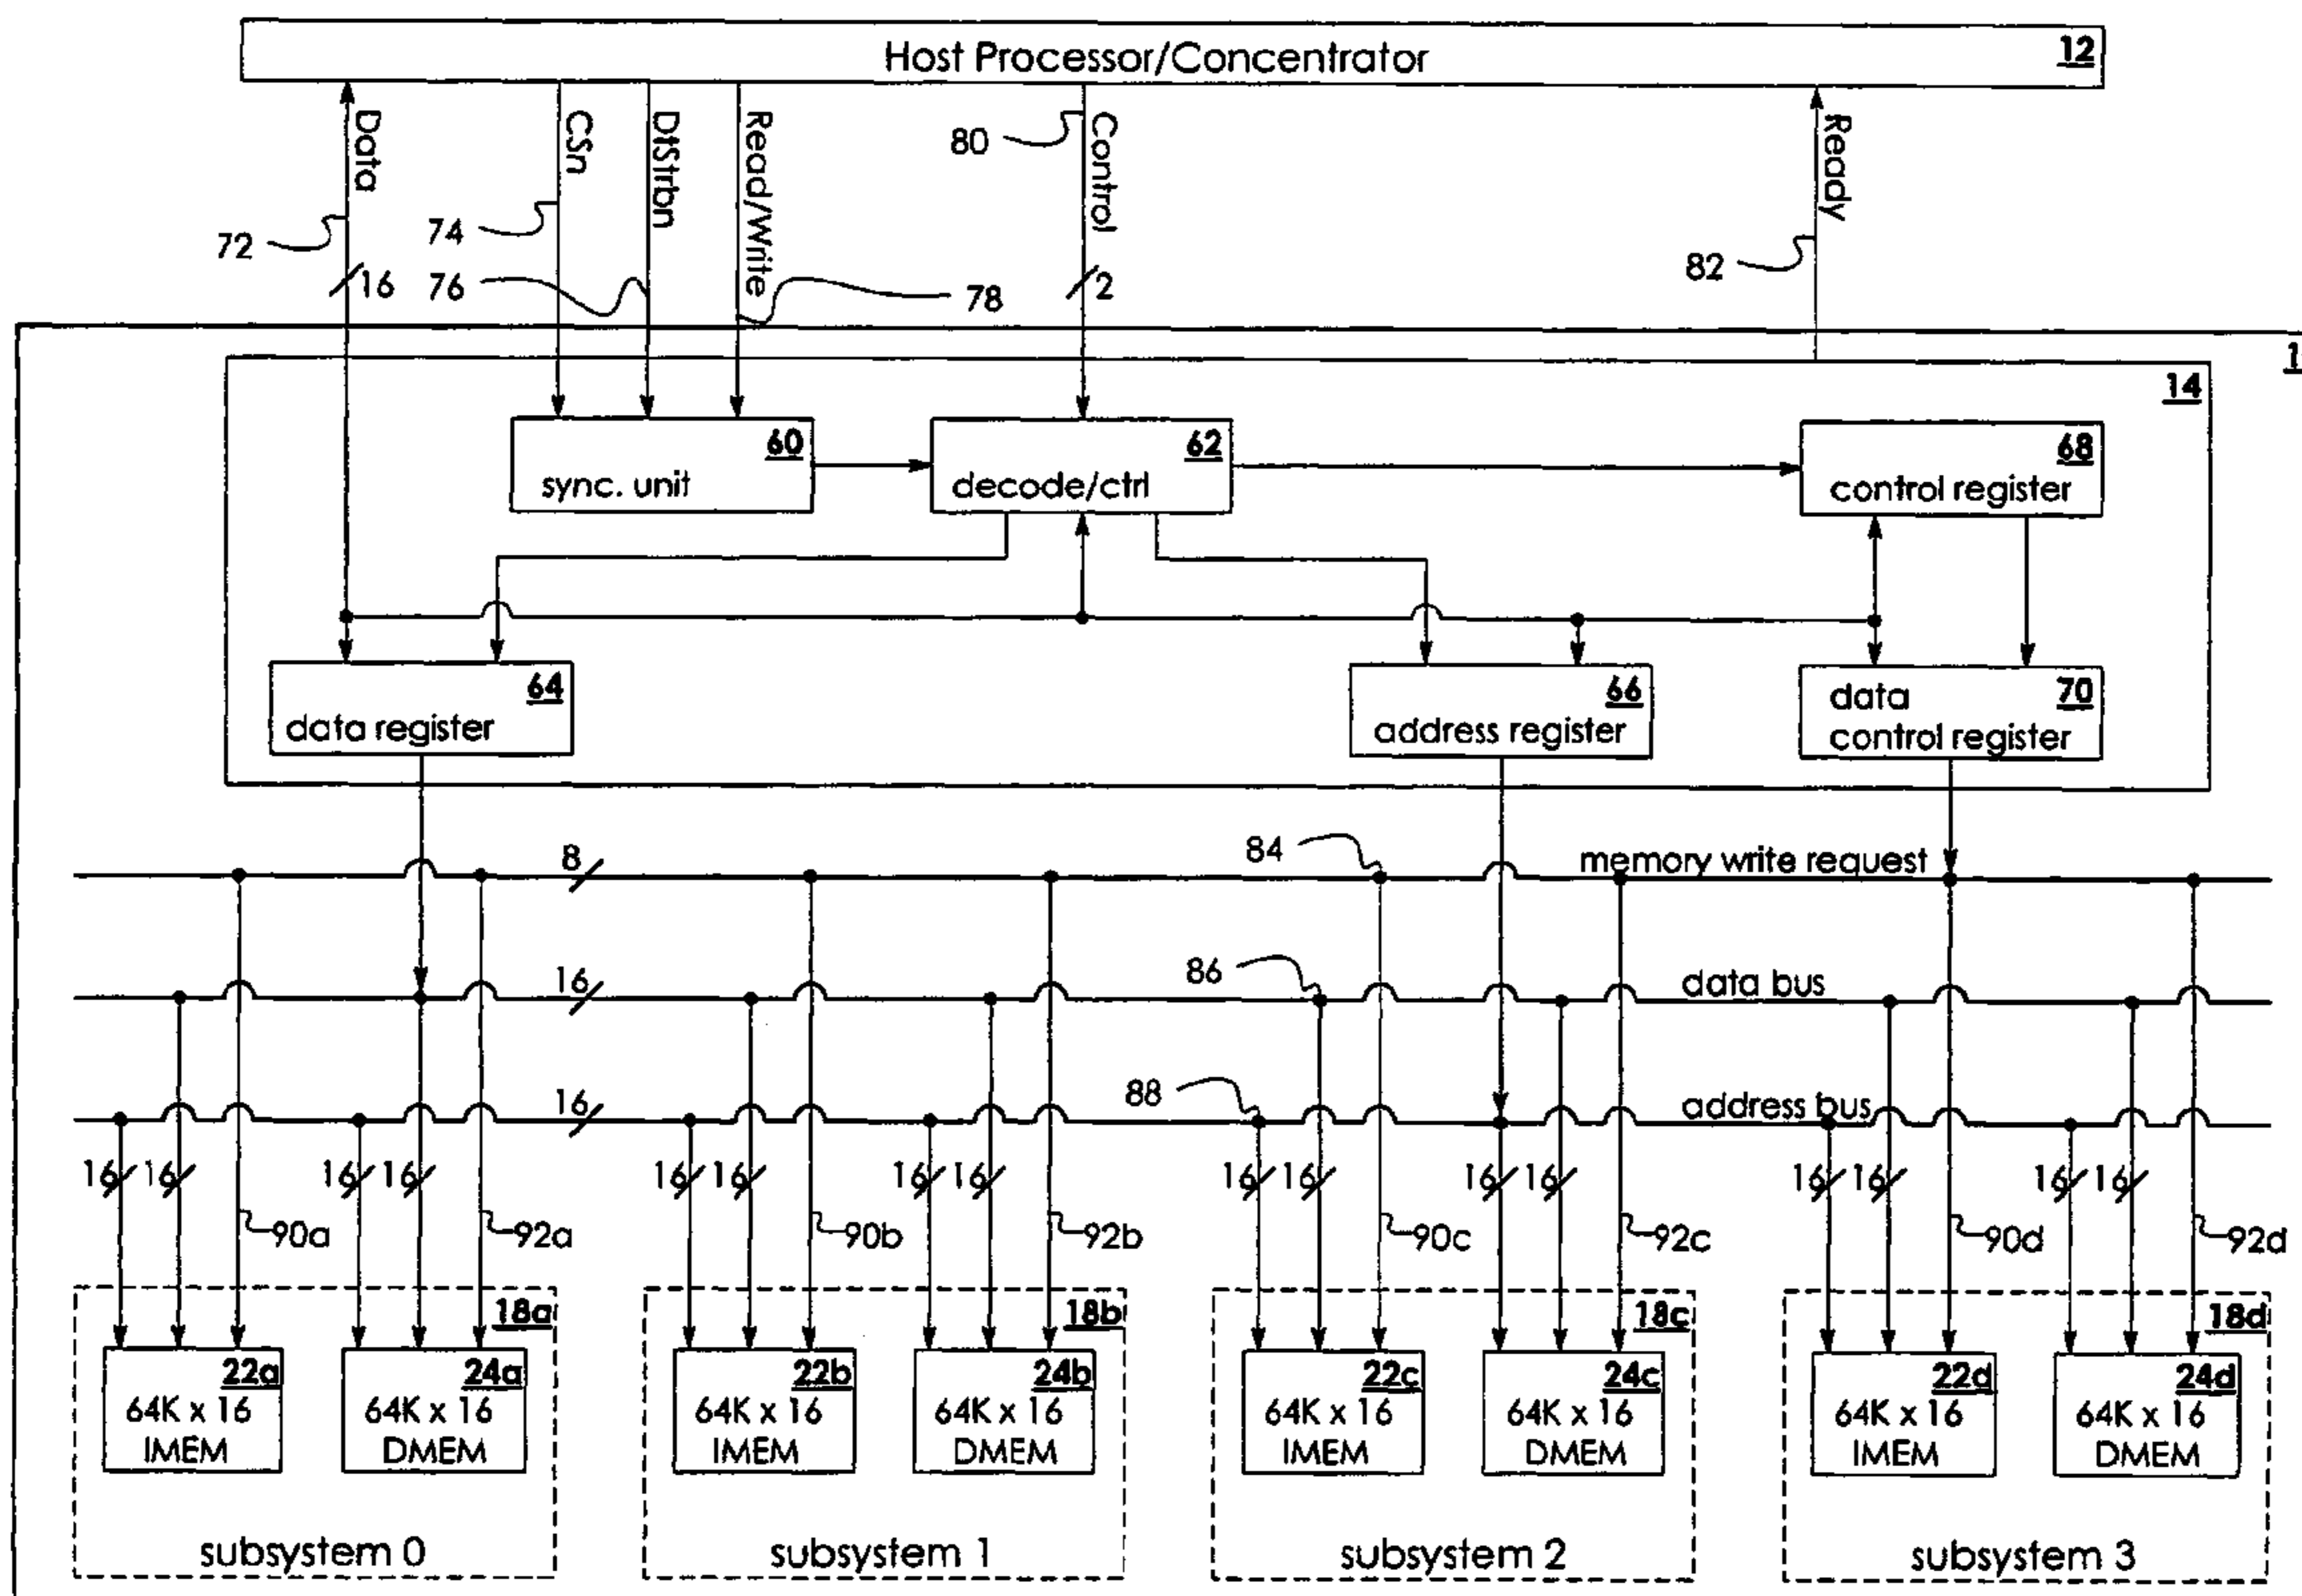 Host Processor/Concentrator 12
Data
CSn
DtStrbn
Read/Write
80
Control
Ready
72
74
16
76
78
2
82
1
14
60
sync. unit
62
decode/ctrl
68
control register
64
data register
66
address register
data 70
control register
8
84
memory write request
16
86
data bus
16
88
address bus
16 16 16 16 16 16 16 16 16 16 16 16 16 16 16 16
90a 92a 90b 92b 90c 92c 90d 92d
18a 18b 18c 18d
22a 24a 22b 24b 22c 24c 22d 24d
64K x 16 64K x 16 64K x 16 64K x 16 64K x 16 64K x 16 64K x 16 64K x 16
IMEM DMEM IMEM DMEM IMEM DMEM IMEM DMEM
subsystem 0 subsystem 1 subsystem 2 subsystem 3